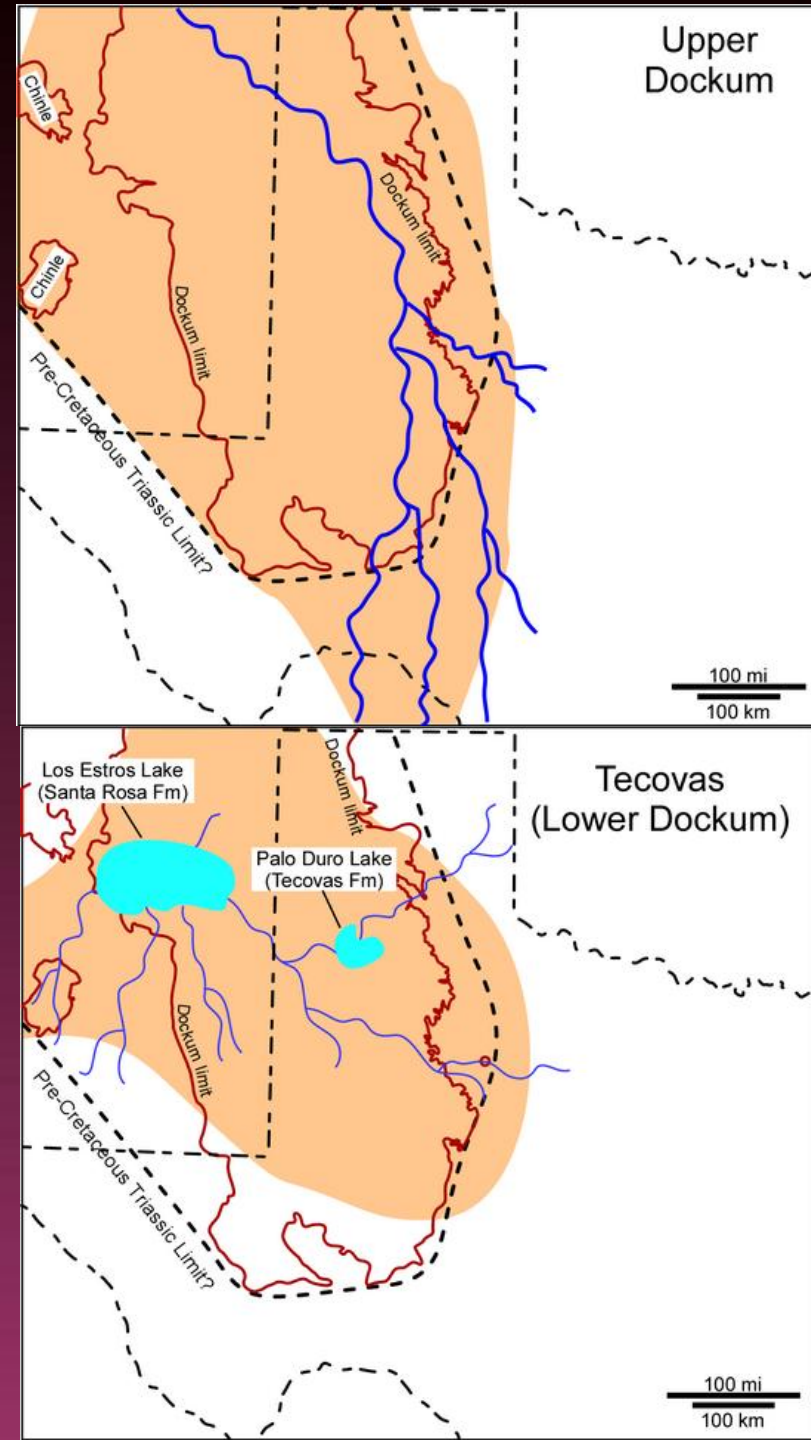 Upper
Dockum
Chinle
Dockum limit
Chinle
Dockum limit
Pre-Cretaceous Triassic Limit?
100 mi
100 km
Los Estros Lake
(Santa Rosa Fm)
Dockum limit
Tecovas
(Lower Dockum)
Palo Duro Lake
(Tecovas Fm)
Dockum limit
Pre-Cretaceous Triassic Limit?
100 mi
100 km